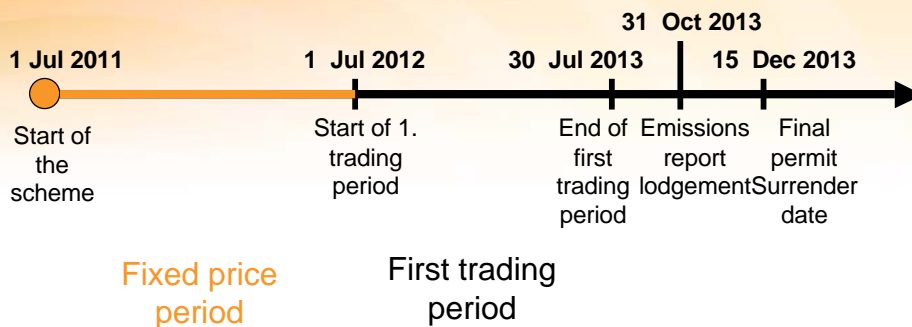 31 Oct 2013
1 Jul 2011 1 Jul 2012 30 Jul 2013 15 Dec 2013
Start of
the
scheme
Start of 1.
trading
period
End of
first
trading
period
Emissions
report
lodgement
Final
permit
Surrender
date
Fixed price
period
First trading
period